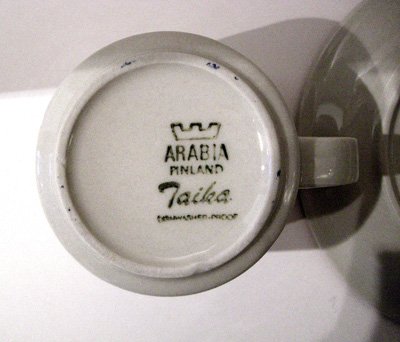 ARABIA
FINLAND
Taika
DISHWASHER-PROOF